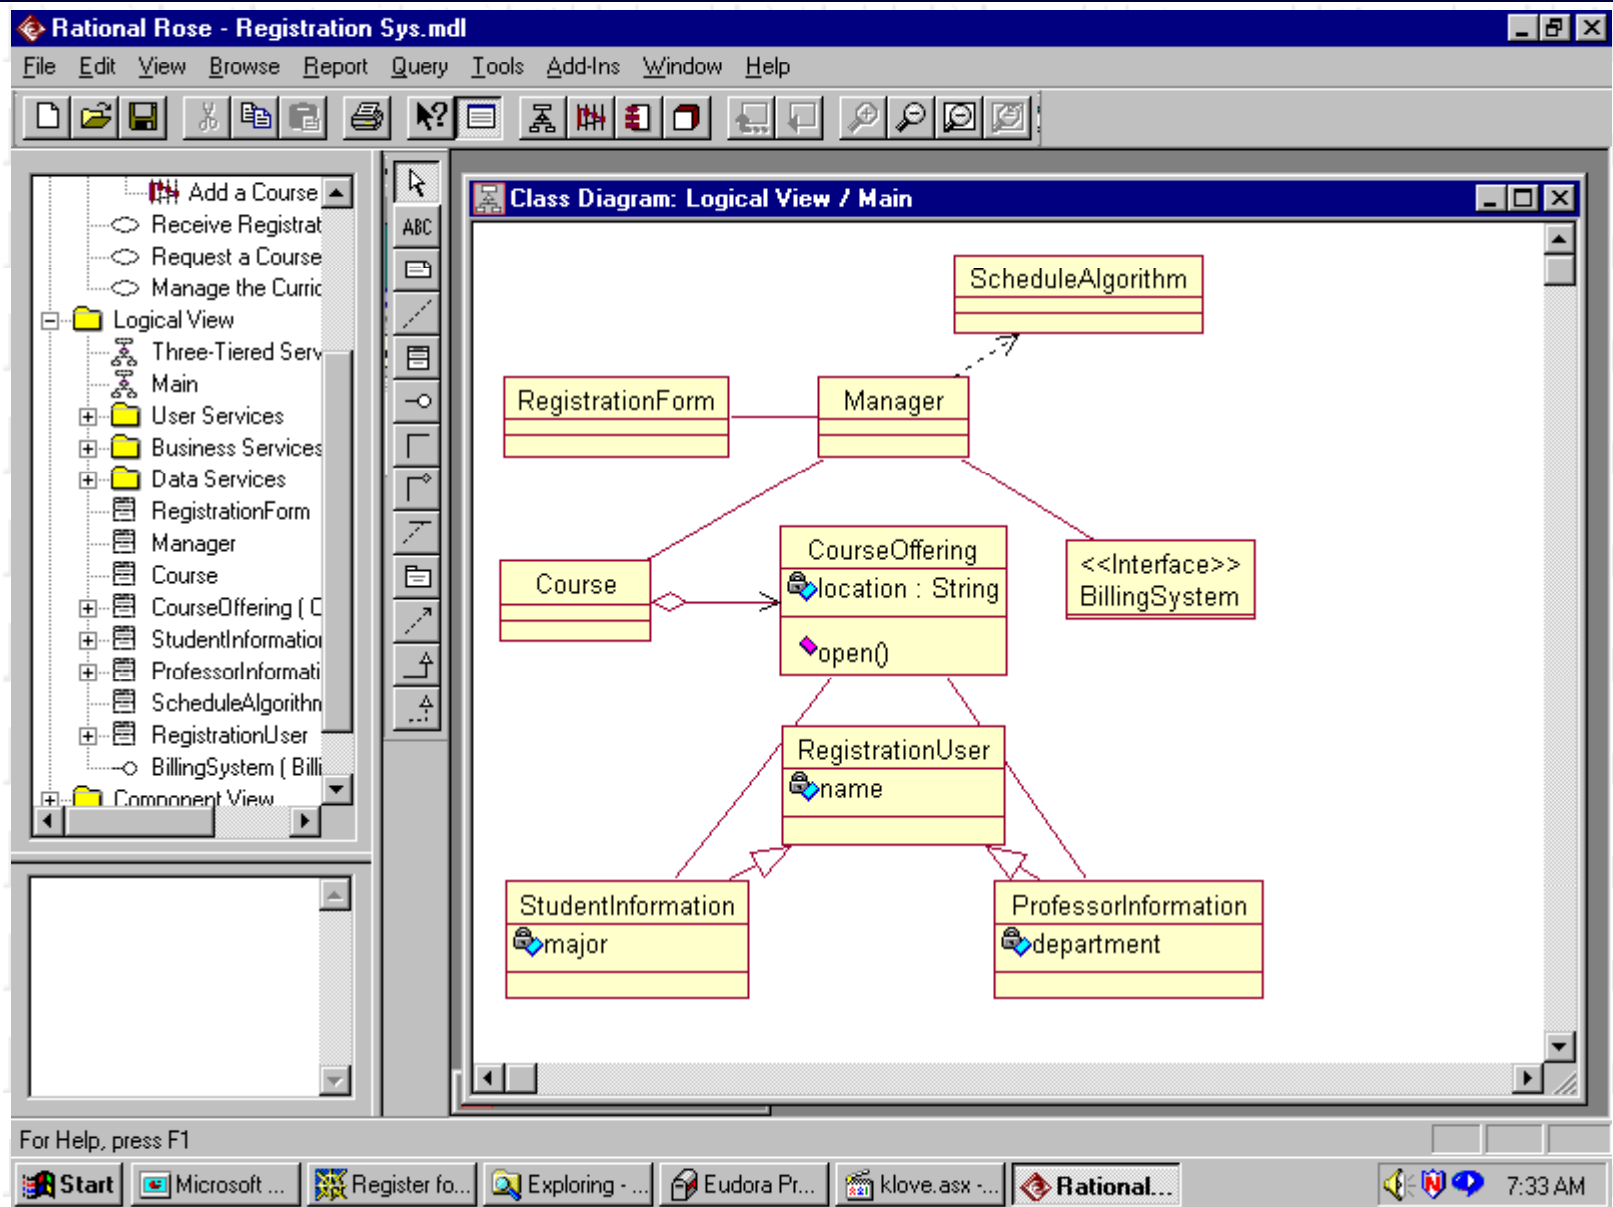 Rational Rose - Registration Sys.mdl
File Edit View Browse Report Query Tools Add-Ins Window Help
Add a Course
Receive Registrat
Request a Course
Manage the Curric
Logical View
Three-Tiered Serv
Main
User Services
Business Services
Data Services
RegistrationForm
Manager
Course
CourseOffering ( C
StudentInformation
ProfessorInformati
ScheduleAlgorithm
RegistrationUser
BillingSystem ( Billi
Component View
ABC
Class Diagram: Logical View / Main
ScheduleAlgorithm
RegistrationForm
Manager
CourseOffering
location : String
open()
Course
<<Interface>>
BillingSystem
RegistrationUser
name
StudentInformation
major
ProfessorInformation
department
For Help, press F1
Start
Microsoft ...
Register fo...
Exploring - ...
Eudora Pr...
klove.asx -...
Rational...
7:33 AM